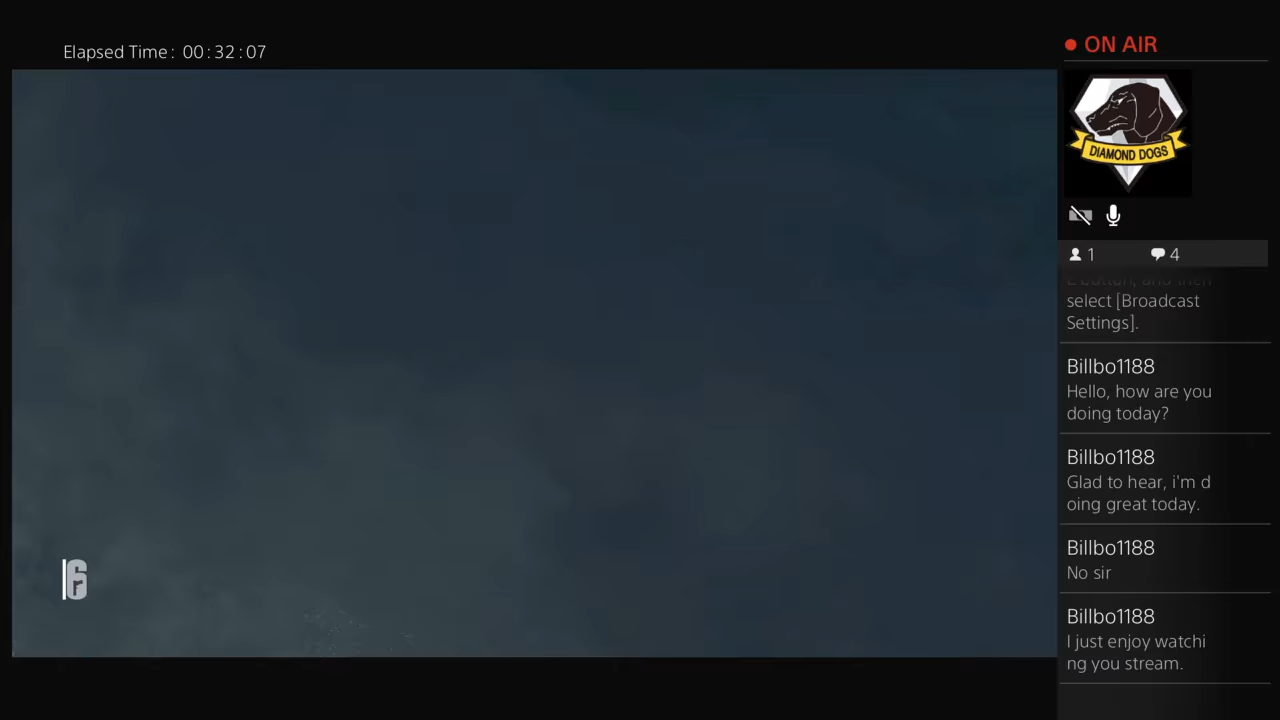 Elapsed Time: 00:32:07
ON AIR
DIAMOND DOGS
1 4
select [Broadcast
Settings].
Billbo1188
Hello, how are you
doing today?
Billbo1188
Glad to hear, i'm d
oing great today.
Billbo1188
No sir
Billbo1188
I just enjoy watchi
ng you stream.
6